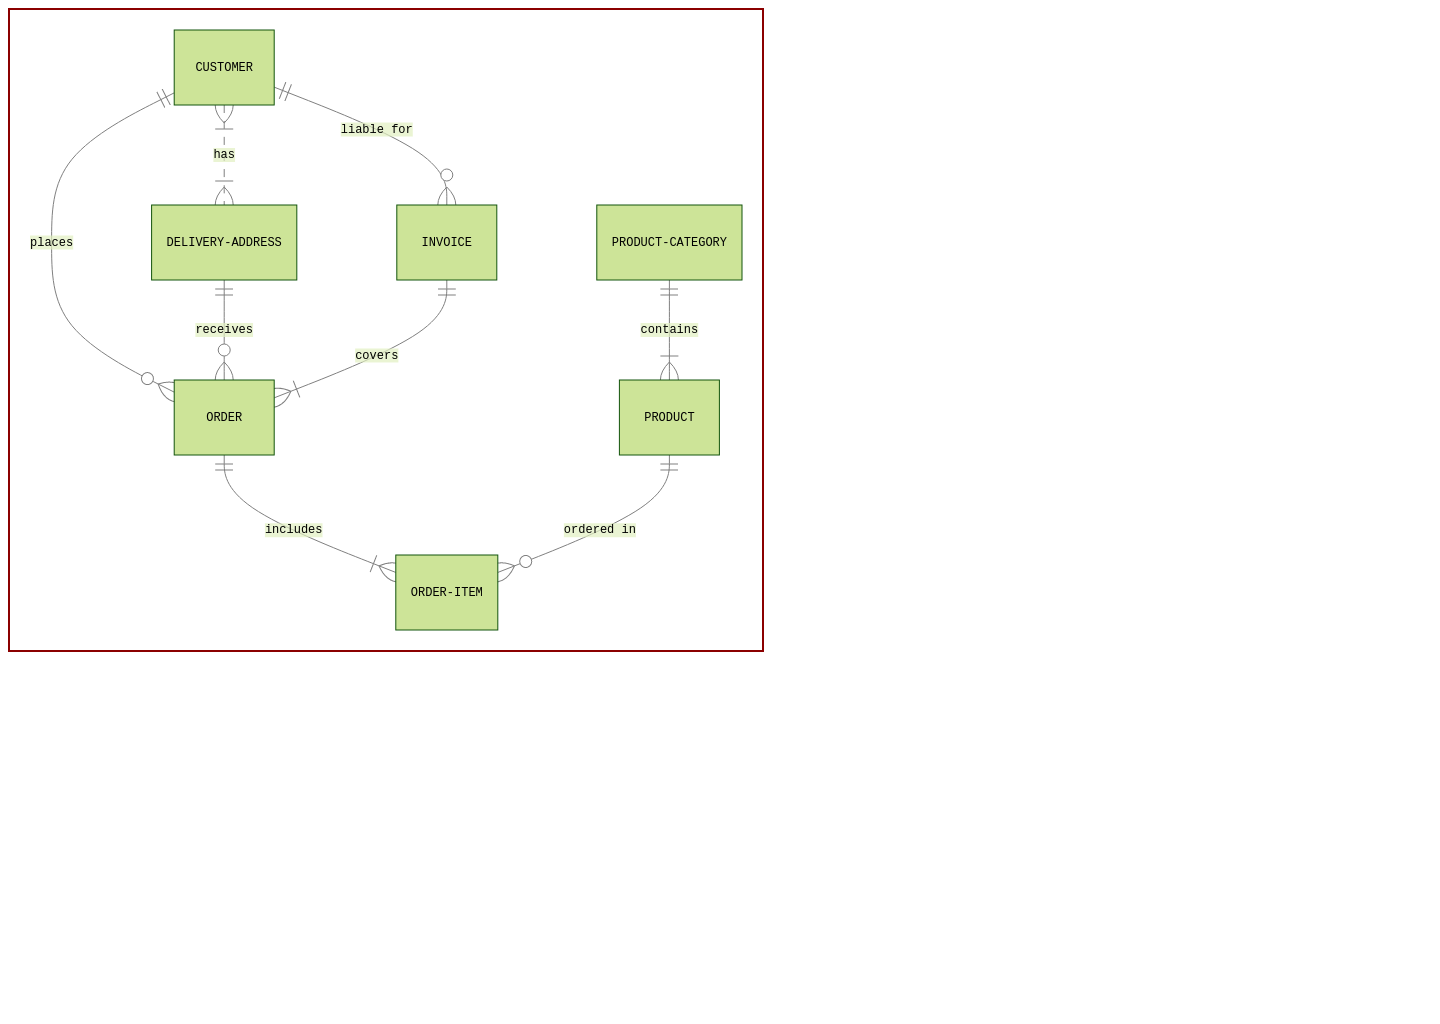 CUSTOMER
liable for
has
places
DELIVERY-ADDRESS
INVOICE
PRODUCT-CATEGORY
receives
contains
covers
ORDER
PRODUCT
includes
ordered in
ORDER-ITEM